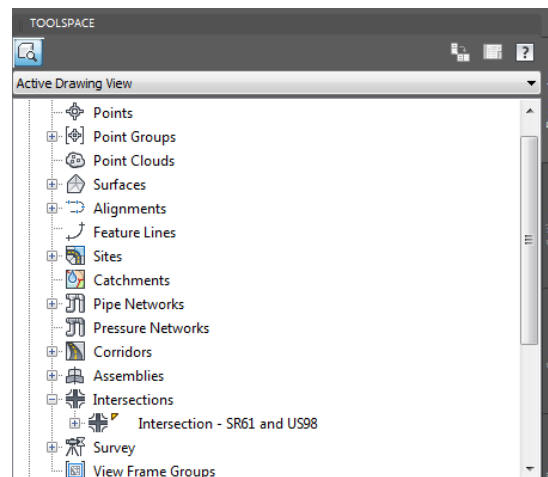 TOOLSPACE
?
Active Drawing View
Points
Point Groups
Point Clouds
Surfaces
Alignments
Feature Lines
Sites
Catchments
Pipe Networks
Pressure Networks
Corridors
Assemblies
Intersections
Intersection - SR61 and US98
Survey
View Frame Groups